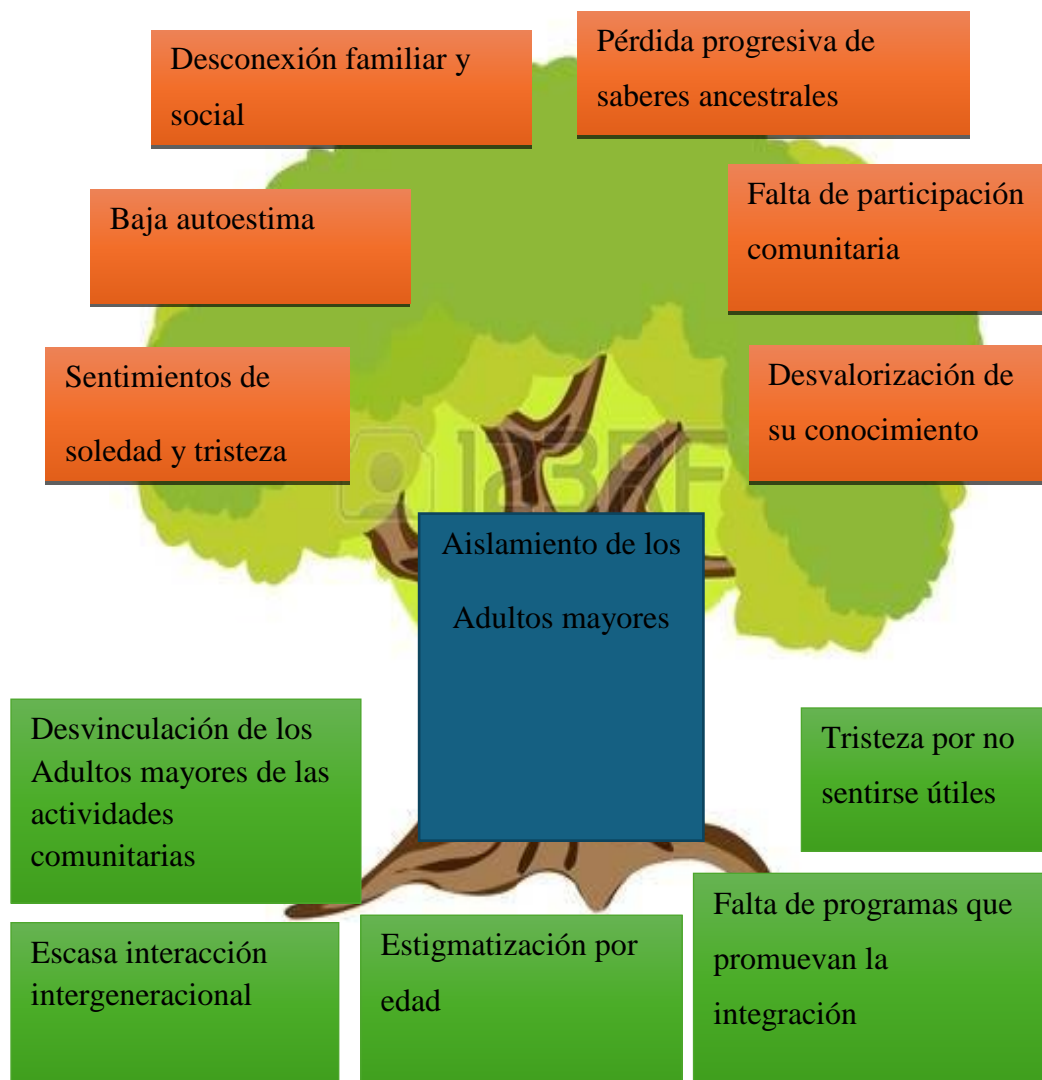 Desconexión familiar y
social
Pérdida progresiva de
saberes ancestrales
Baja autoestima
Falta de participación
comunitaria
Sentimientos de
soledad y tristeza
Desvalorización de
su conocimiento
123RF
Aislamiento de los
Adultos mayores
Desvinculación de los
Adultos mayores de las
actividades
comunitarias
Tristeza por no
sentirse útiles
Escasa interacción
intergeneracional
Estigmatización por
edad
Falta de programas que
promuevan la
integración